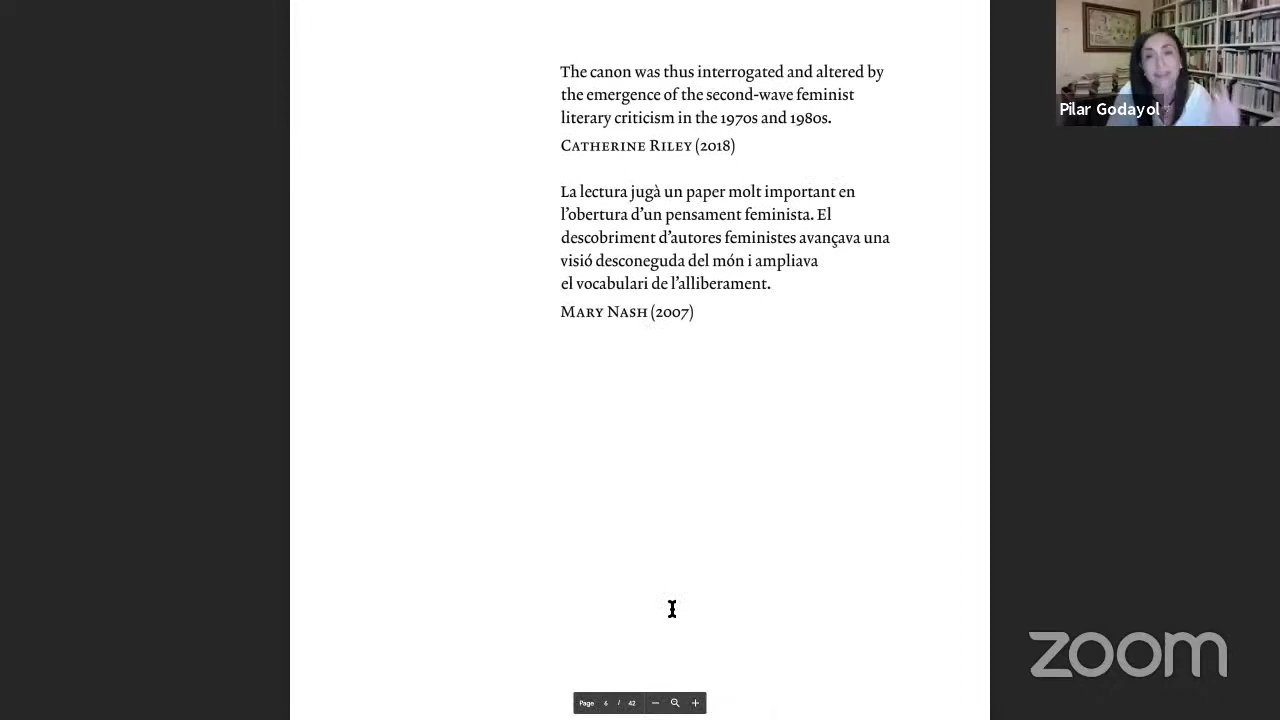 The canon was thus interrogated and altered by
the emergence of the second-wave feminist
literary criticism in the 1970s and 1980s.
Catherine Riley (2018)
La lectura jugà un paper molt important en
l’obertura d’un pensament feminista. El
descobriment d’autores feministes avançava una
visió desconeguda del món i ampliava
el vocabulari de l’alliberament.
Mary Nash (2007)
Pilar Godayol
zoom
Page 6 / 42